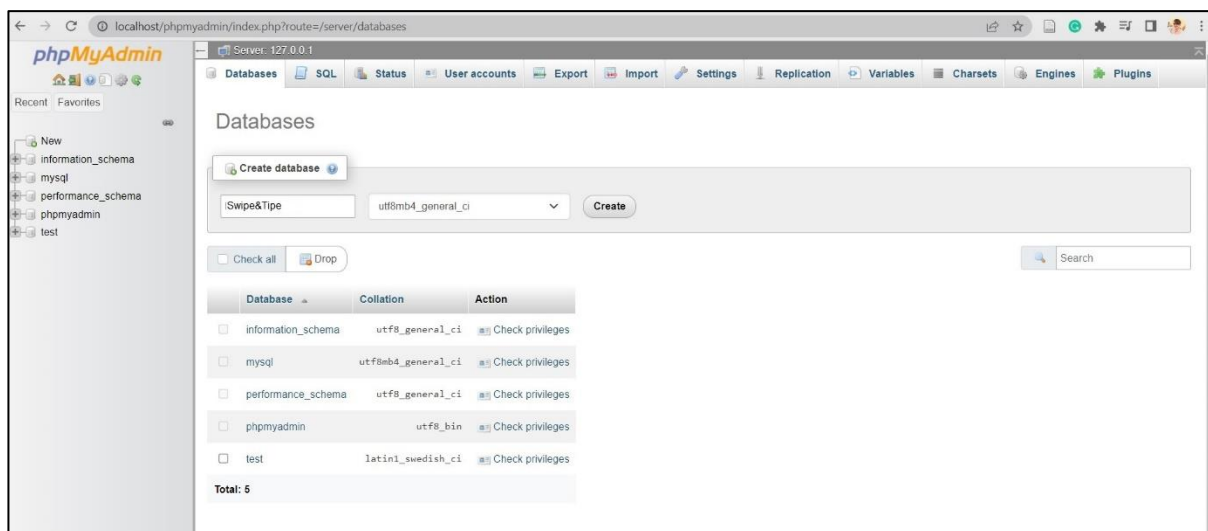 localhost/phpmyadmin/index.php?route=/server/databases
phpMyAdmin
Recent Favorites
New
information_schema
mysql
performance_schema
phpmyadmin
test
Server: 127.0.0.1
Databases SQL Status User accounts Export Import Settings Replication Variables Charsets Engines Plugins
Databases
Create database
Swipe&Tipe utf8mb4_general_ci Create
Check all Drop Search
Database Collation Action
information_schema utf8_general_ci Check privileges
mysql utf8mb4_general_ci Check privileges
performance_schema utf8_general_ci Check privileges
phpmyadmin utf8_bin Check privileges
test latin1_swedish_ci Check privileges
Total: 5